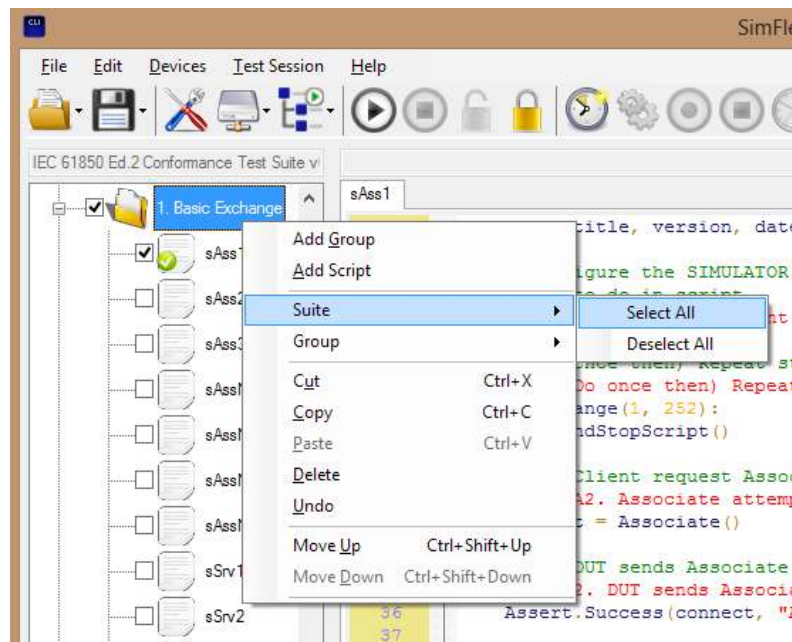 CLI
SimFle
File Edit Devices Test Session Help
IEC 61850 Ed.2 Conformance Test Suite v
1. Basic Exchange
sAss1
sAss2
sAss3
sSrv1
sSrv2
sAss1
title, version, date
igure the SIMULATOR
Add Group
Add Script
Suite
Group
Cut Ctrl+X
Copy Ctrl+C
Paste Ctrl+V
Delete
Undo
Move Up Ctrl+Shift+Up
Move Down Ctrl+Shift+Down
Select All
Deselect All
once then) Repeat
Do once then) Repeat
ange(1, 252):
ndStopScript()
Client request Assoc
A2. Associate attemp
= Associate()
DUT sends Associate
2. DUT sends Associa
36 Assert.Success(connect, "A
37